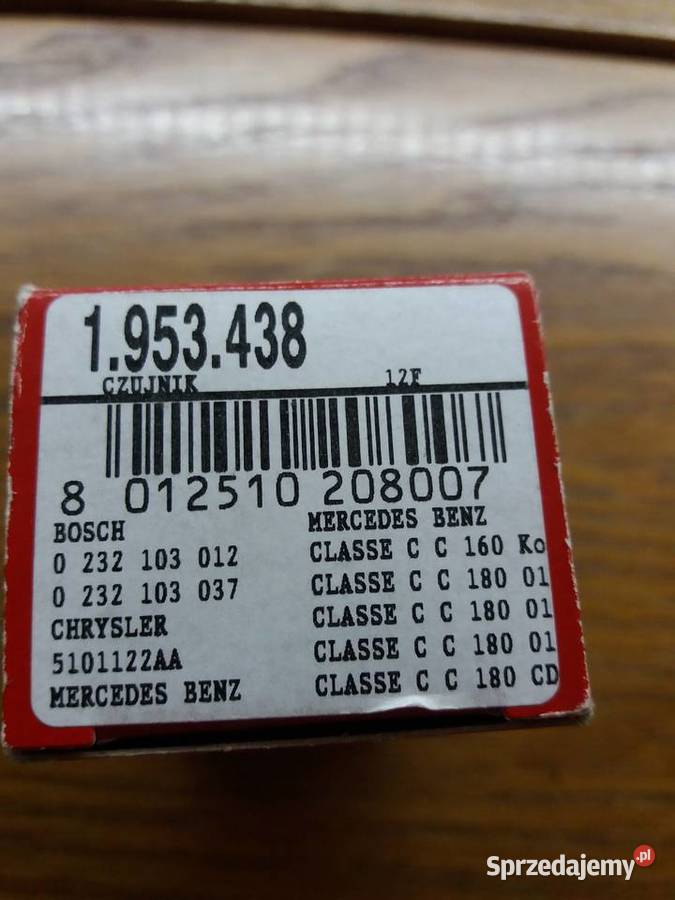 1.953.438
CZUJNIK 12F
8 012510 208007
BOSCH
0 232 103 012
0 232 103 037
CHRYSLER
5101122AA
MERCEDES BENZ
MERCEDES BENZ
CLASSE C C 160 Ko
CLASSE C C 180 01
CLASSE C C 180 01
CLASSE C C 180 01
CLASSE C C 180 CD
Sprzedajemy.pl